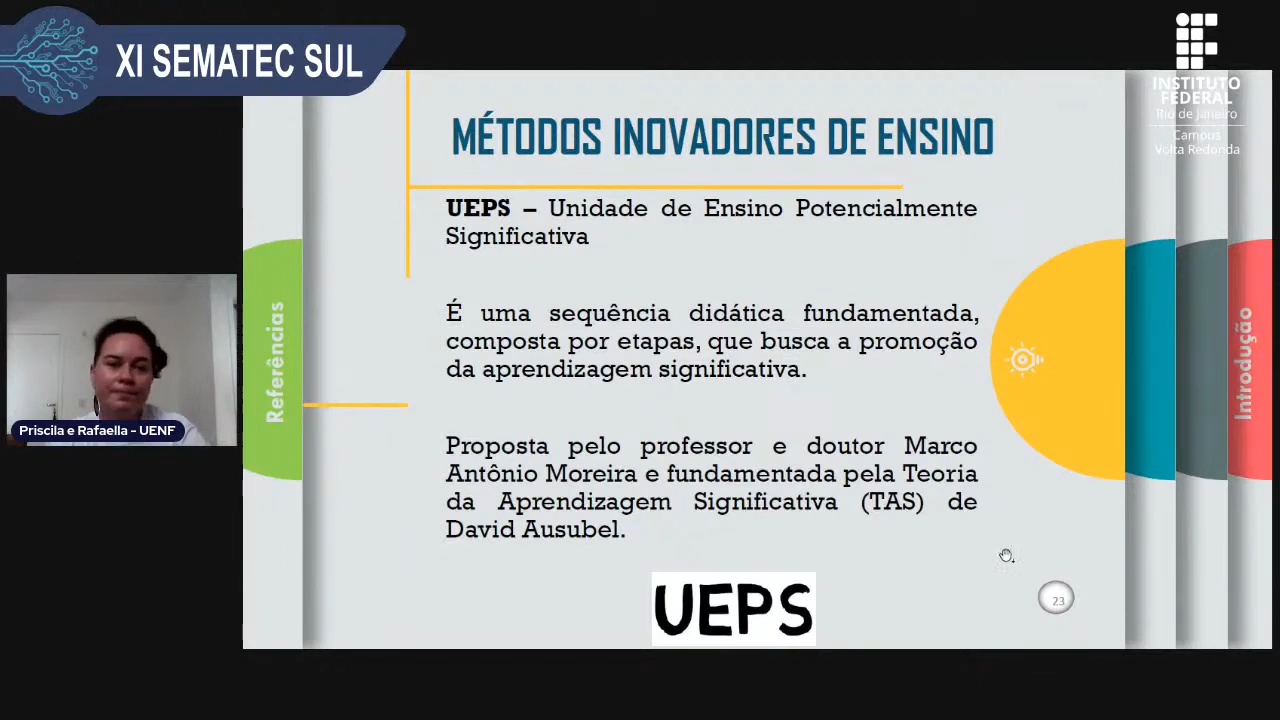 XI SEMATEC SUL
INSTITUTO
FEDERAL
Rio de Janeiro
Campus
Volta Redonda
MÉTODOS INOVADORES DE ENSINO
UEPS – Unidade de Ensino Potencialmente
Significativa
É uma sequência didática fundamentada,
composta por etapas, que busca a promoção
da aprendizagem significativa.
Proposta pelo professor e doutor Marco
Antônio Moreira e fundamentada pela Teoria
da Aprendizagem Significativa (TAS) de
David Ausubel.
UEPS
23
Referências
Introdução
Priscila e Rafaella - UENF